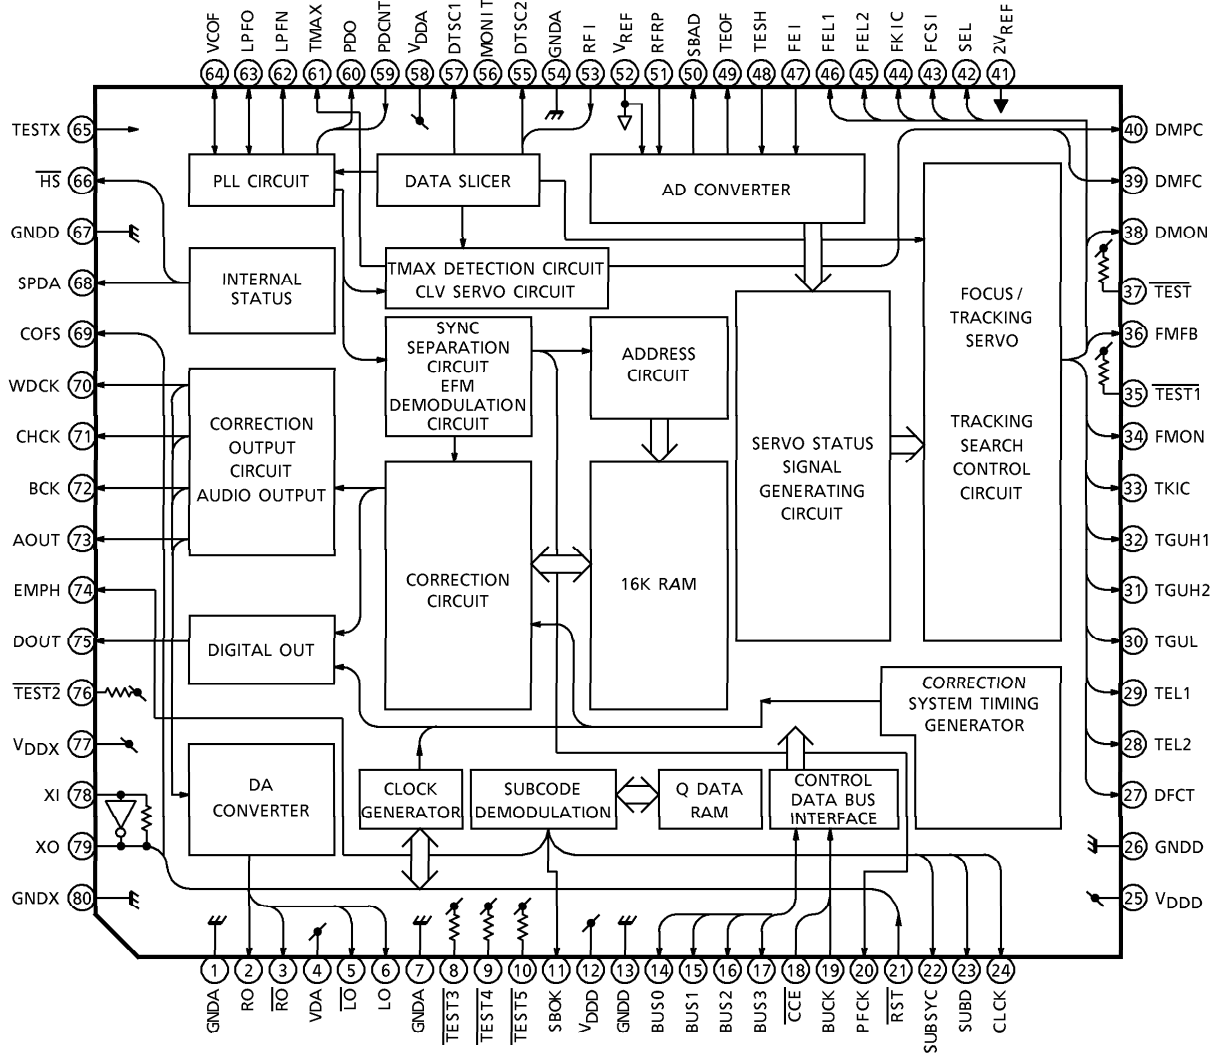 VCOF
LPFO
LPFN
TMAX
PDO
PDCNT
VDDA
DTSC1
MONIT
DTSC2
GNDA
RFI
VREF
RFRP
SBAD
TEOF
TESH
FEI
FEL1
FEL2
FKIC
FCSI
SEL
2VREF
64
63
62
61
60
59
58
57
56
55
54
53
52
51
50
49
48
47
46
45
44
43
42
41
TESTX 65
HS 66
GNDD 67
SPDA 68
COFS 69
WDCK 70
CHCK 71
BCK 72
AOUT 73
EMPH 74
DOUT 75
TEST2 76
VDDX 77
XI 78
XO 79
GNDX 80
PLL CIRCUIT
DATA SLICER
AD CONVERTER
INTERNAL
STATUS
TMAX DETECTION CIRCUIT
CLV SERVO CIRCUIT
SYNC
SEPARATION
CIRCUIT
EFM
DEMODULATION
CIRCUIT
ADDRESS
CIRCUIT
FOCUS /
TRACKING
SERVO
TRACKING
SEARCH
CONTROL
CIRCUIT
SERVO STATUS
SIGNAL
GENERATING
CIRCUIT
CORRECTION
OUTPUT
CIRCUIT
AUDIO OUTPUT
CORRECTION
CIRCUIT
16K RAM
DIGITAL OUT
CORRECTION
SYSTEM TIMING
GENERATOR
DA
CONVERTER
CLOCK
GENERATOR
SUBCODE
DEMODULATION
Q DATA
RAM
CONTROL
DATA BUS
INTERFACE
40 DMPC
39 DMFC
38 DMON
37 TEST
36 FMFB
35 TEST1
34 FMON
33 TKIC
32 TGUH1
31 TGUH2
30 TGUL
29 TEL1
28 TEL2
27 DFCT
26 GNDD
25 VDDD
1
2
3
4
5
6
7
8
9
10
11
12
13
14
15
16
17
18
19
20
21
22
23
24
GNDA
RO
RO
VDA
LO
LO
GNDA
TEST3
TEST4
TEST5
SBOK
VDDD
GNDD
BUS0
BUS1
BUS2
BUS3
CCE
BUCK
PFCK
RST
SUBSYC
SUBD
CLCK